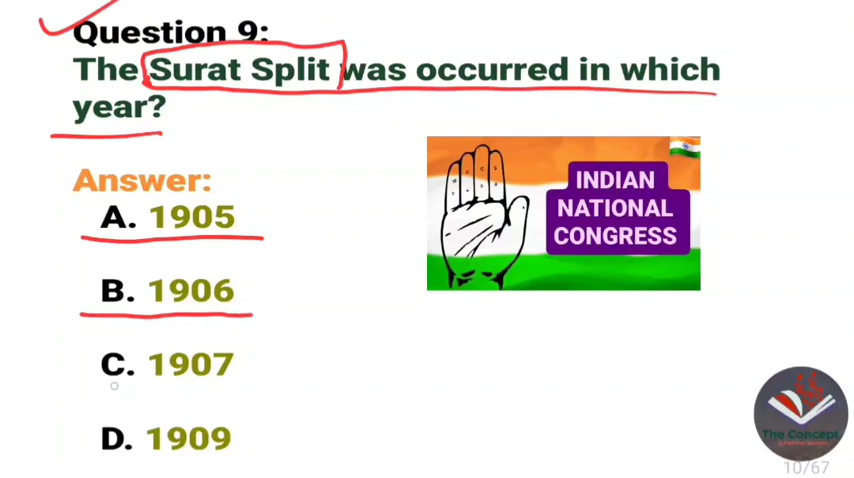 Question 9:
The Surat Split was occurred in which
year?
Answer:
A. 1905
B. 1906
C. 1907
D. 1909
INDIAN
NATIONAL
CONGRESS
The Concept
10/67